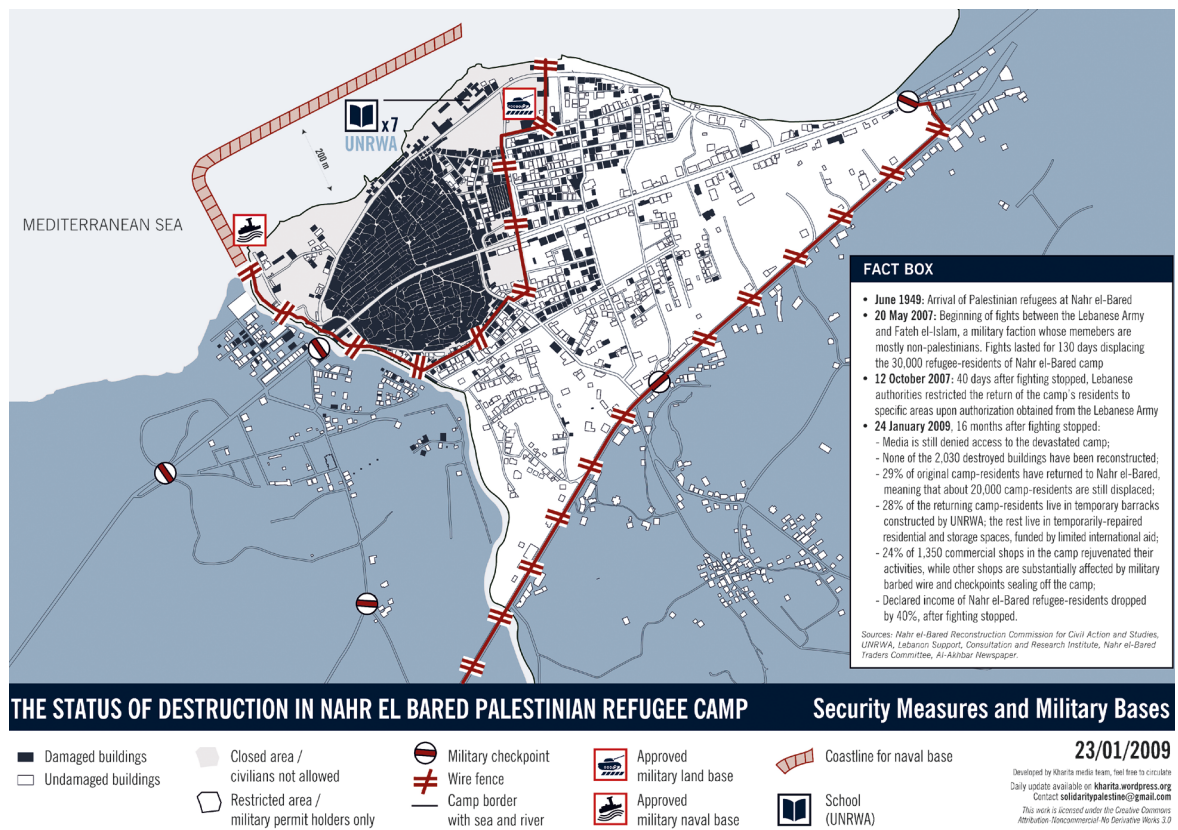 x7
UNRWA
200 m
MEDITERRANEAN SEA
FACT BOX
• June 1949: Arrival of Palestinian refugees at Nahr el-Bared
• 20 May 2007: Beginning of fights between the Lebanese Army
and Fateh el-Islam, a military faction whose memebers are
mostly non-palestinians. Fights lasted for 130 days displacing
the 30,000 refugee-residents of Nahr el-Bared camp
• 12 October 2007: 40 days after fighting stopped, Lebanese
authorities restricted the return of the camp's residents to
specific areas upon authorization obtained from the Lebanese Army
• 24 January 2009, 16 months after fighting stopped:
- Media is still denied access to the devastated camp;
- None of the 2,030 destroyed buildings have been reconstructed;
- 29% of original camp-residents have returned to Nahr el-Bared,
meaning that about 20,000 camp-residents are still displaced;
- 28% of the returning camp-residents live in temporary barracks
constructed by UNRWA; the rest live in temporarily-repaired
residential and storage spaces, funded by limited international aid;
- 24% of 1,350 commercial shops in the camp rejuvenated their
activities, while other shops are substantially affected by military
barbed wire and checkpoints sealing off the camp;
- Declared income of Nahr el-Bared refugee-residents dropped
by 40%, after fighting stopped.
Sources: Nahr el-Bared Reconstruction Commission for Civil Action and Studies,
UNRWA, Lebanon Support, Consultation and Research Institute, Nahr el-Bared
Traders Committee, Al-Akhbar Newspaper.
THE STATUS OF DESTRUCTION IN NAHR EL BARED PALESTINIAN REFUGEE CAMP
Security Measures and Military Bases
Damaged buildings
Undamaged buildings
Closed area /
civilians not allowed
Restricted area /
military permit holders only
Military checkpoint
Wire fence
Camp border
with sea and river
Approved
military land base
Approved
military naval base
Coastline for naval base
School
(UNRWA)
23/01/2009
Developed by Kharita media team, feel free to circulate
Daily update available on kharita.wordpress.org
Contact solidaritypalestine@gmail.com
This work is licensed under the Creative Commons
Attribution-Noncommercial-No Derivative Works 3.0